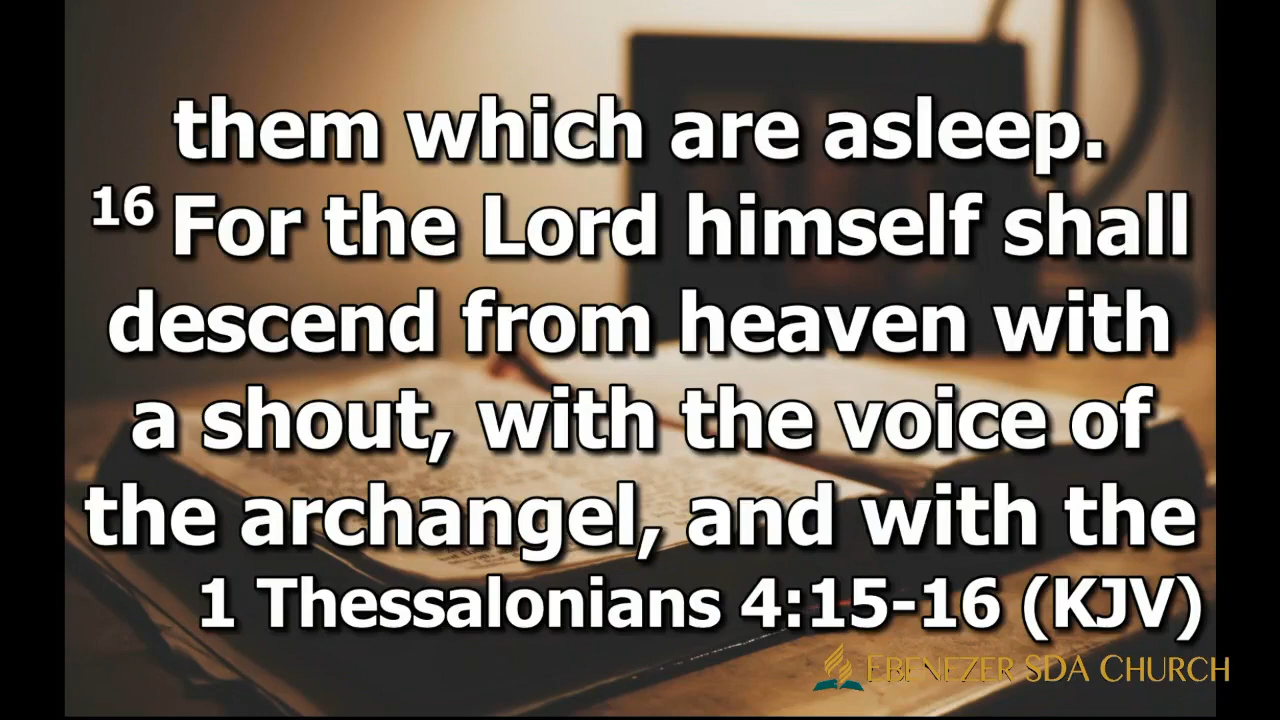 them which are asleep.
16 For the Lord himself shall
descend from heaven with
a shout, with the voice of
the archangel, and with the
1 Thessalonians 4:15-16 (KJV)
EBENEZER SDA CHURCH